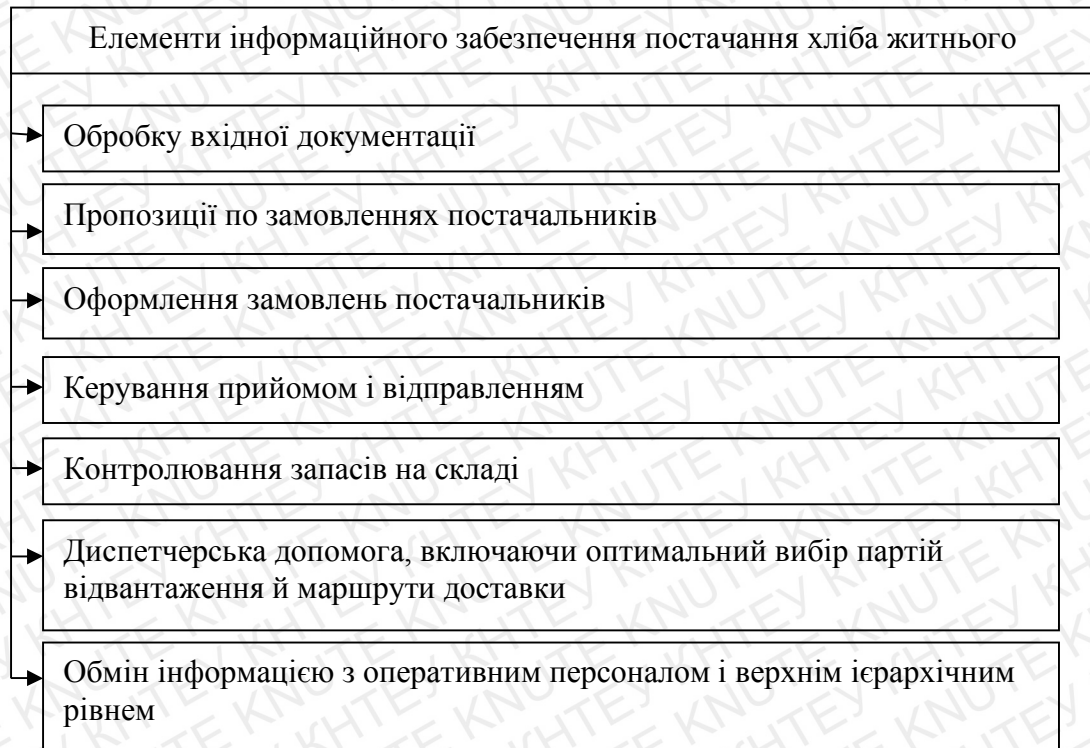 Елементи інформаційного забезпечення постачання хліба житнього
Обробку вхідної документації
Пропозиції по замовленнях постачальників
Оформлення замовлень постачальників
Керування прийомом і відправленням
Контролювання запасів на складі
Диспетчерська допомога, включаючи оптимальний вибір партій
відвантаження й маршрути доставки
Обмін інформацією з оперативним персоналом і верхнім ієрархічним
рівнем